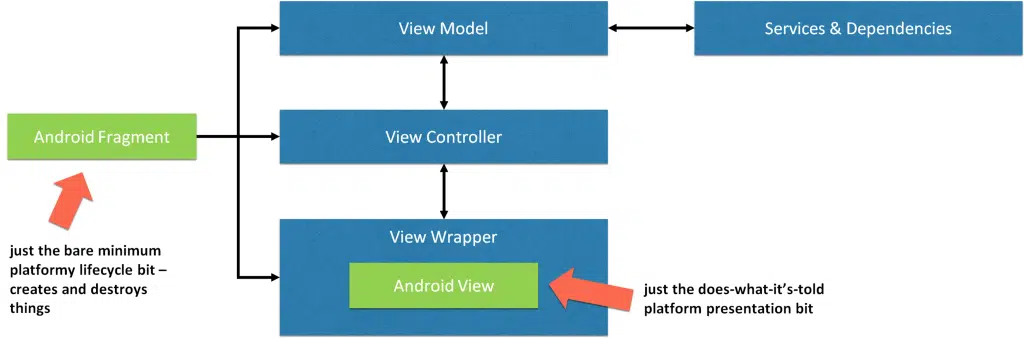 View Model
Services & Dependencies
Android Fragment
View Controller
just the bare minimum
platformy lifecycle bit –
creates and destroys
things
View Wrapper
Android View
just the does-what-it’s-told
platform presentation bit